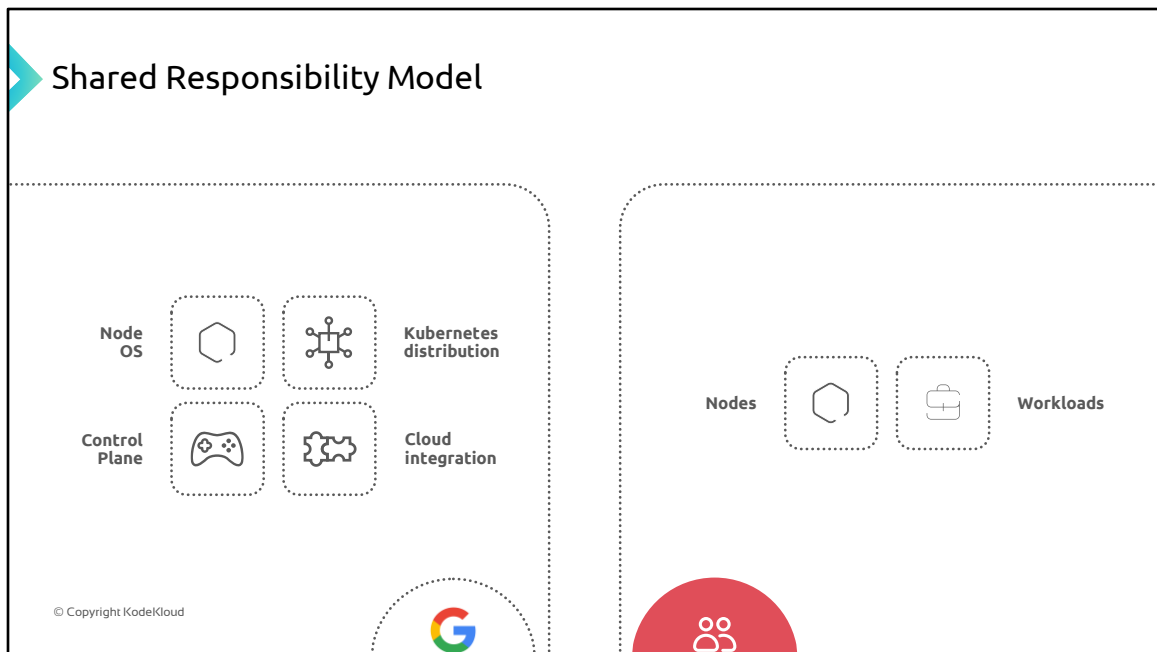 Shared Responsibility Model
Node
OS
Kubernetes
distribution
Control
Plane
Cloud
integration
Nodes
Workloads
© Copyright KodeKloud